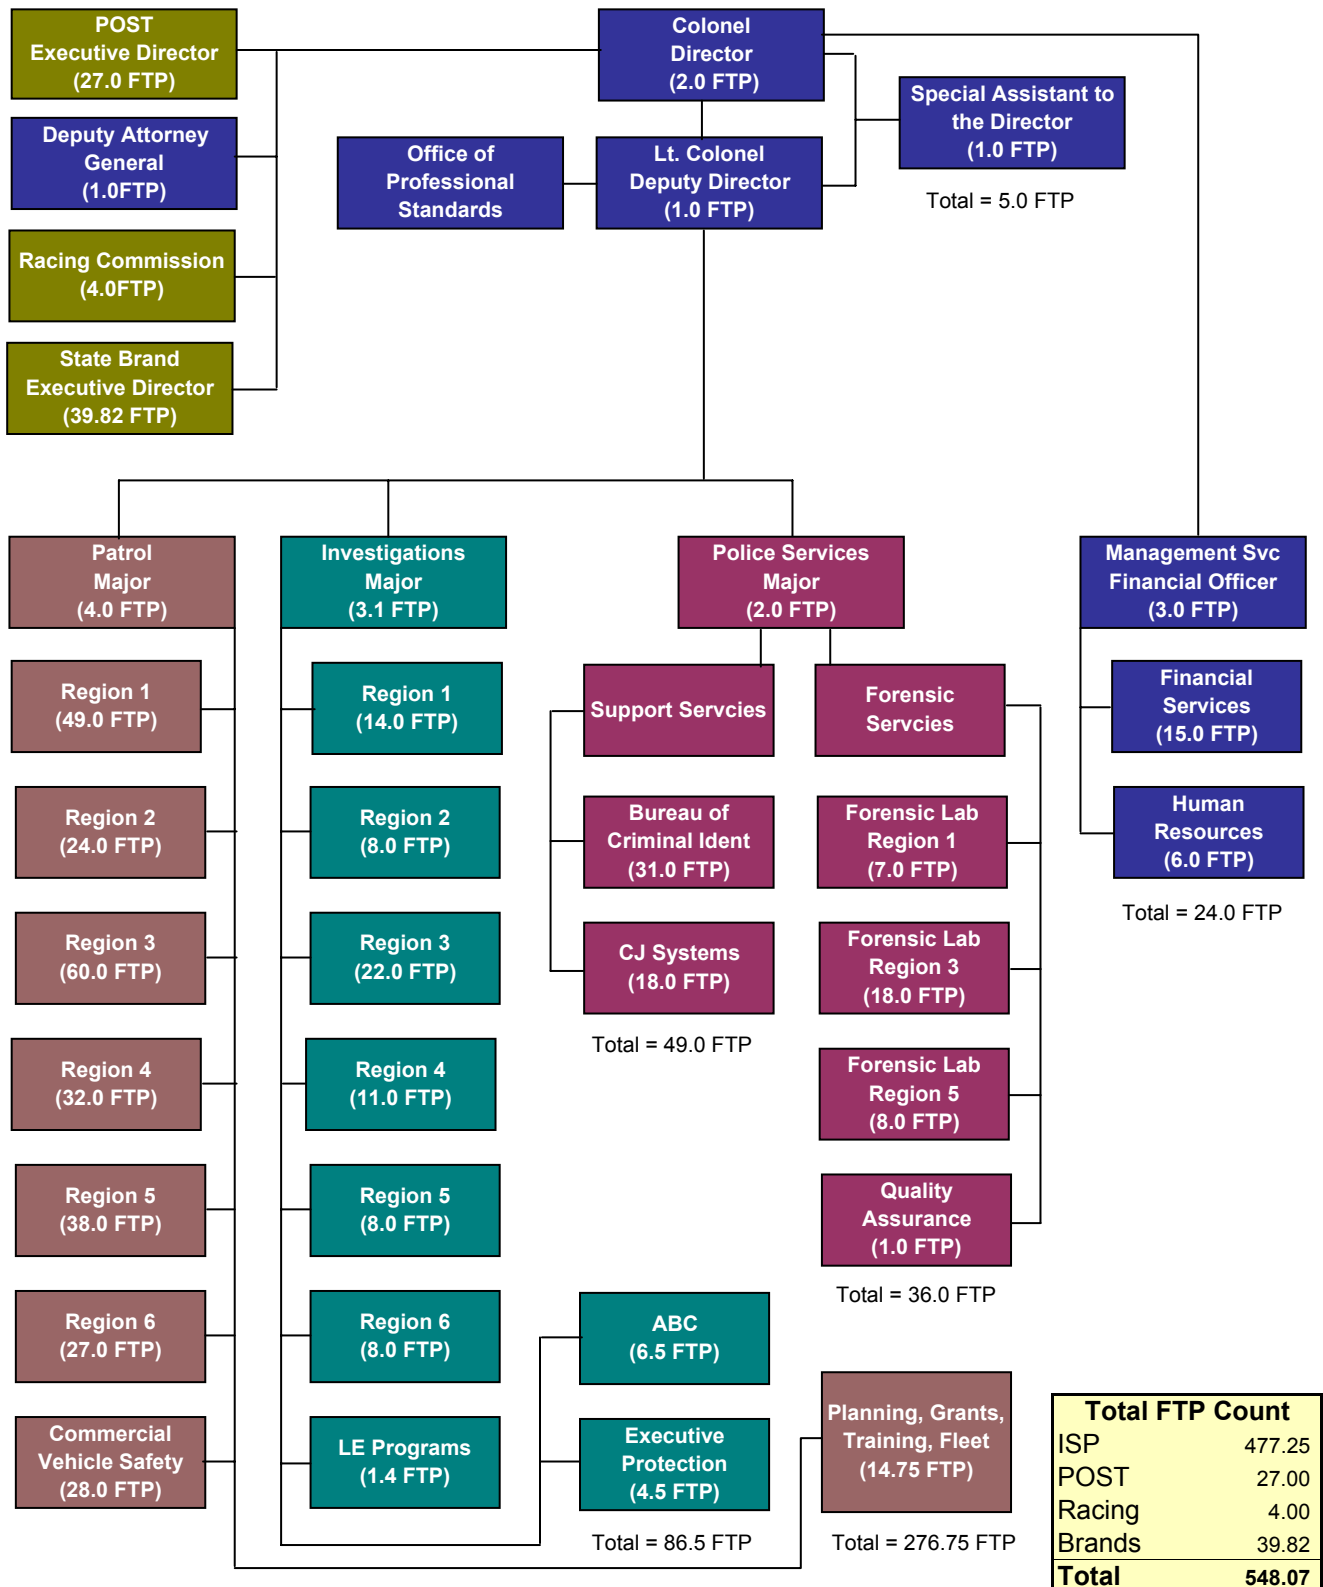 POST
Executive Director
(27.0 FTP)
Colonel
Director
(2.0 FTP)
Special Assistant to
the Director
(1.0 FTP)
Total = 5.0 FTP
Deputy Attorney
General
(1.0FTP)
Office of
Professional
Standards
Lt. Colonel
Deputy Director
(1.0 FTP)
Racing Commission
(4.0FTP)
State Brand
Executive Director
(39.82 FTP)
Patrol
Major
(4.0 FTP)
Region 1
(49.0 FTP)
Region 2
(24.0 FTP)
Region 3
(60.0 FTP)
Region 4
(32.0 FTP)
Region 5
(38.0 FTP)
Region 6
(27.0 FTP)
Commercial
Vehicle Safety
(28.0 FTP)
Investigations
Major
(3.1 FTP)
Region 1
(14.0 FTP)
Region 2
(8.0 FTP)
Region 3
(22.0 FTP)
Region 4
(11.0 FTP)
Region 5
(8.0 FTP)
Region 6
(8.0 FTP)
LE Programs
(1.4 FTP)
ABC
(6.5 FTP)
Executive
Protection
(4.5 FTP)
Total = 86.5 FTP
Police Services
Major
(2.0 FTP)
Support Servcies
Bureau of
Criminal Ident
(31.0 FTP)
CJ Systems
(18.0 FTP)
Total = 49.0 FTP
Forensic
Servcies
Forensic Lab
Region 1
(7.0 FTP)
Forensic Lab
Region 3
(18.0 FTP)
Forensic Lab
Region 5
(8.0 FTP)
Quality
Assurance
(1.0 FTP)
Total = 36.0 FTP
Planning, Grants,
Training, Fleet
(14.75 FTP)
Total = 276.75 FTP
Management Svc
Financial Officer
(3.0 FTP)
Financial
Services
(15.0 FTP)
Human
Resources
(6.0 FTP)
Total = 24.0 FTP
Total FTP Count
ISP 477.25
POST 27.00
Racing 4.00
Brands 39.82
Total 548.07